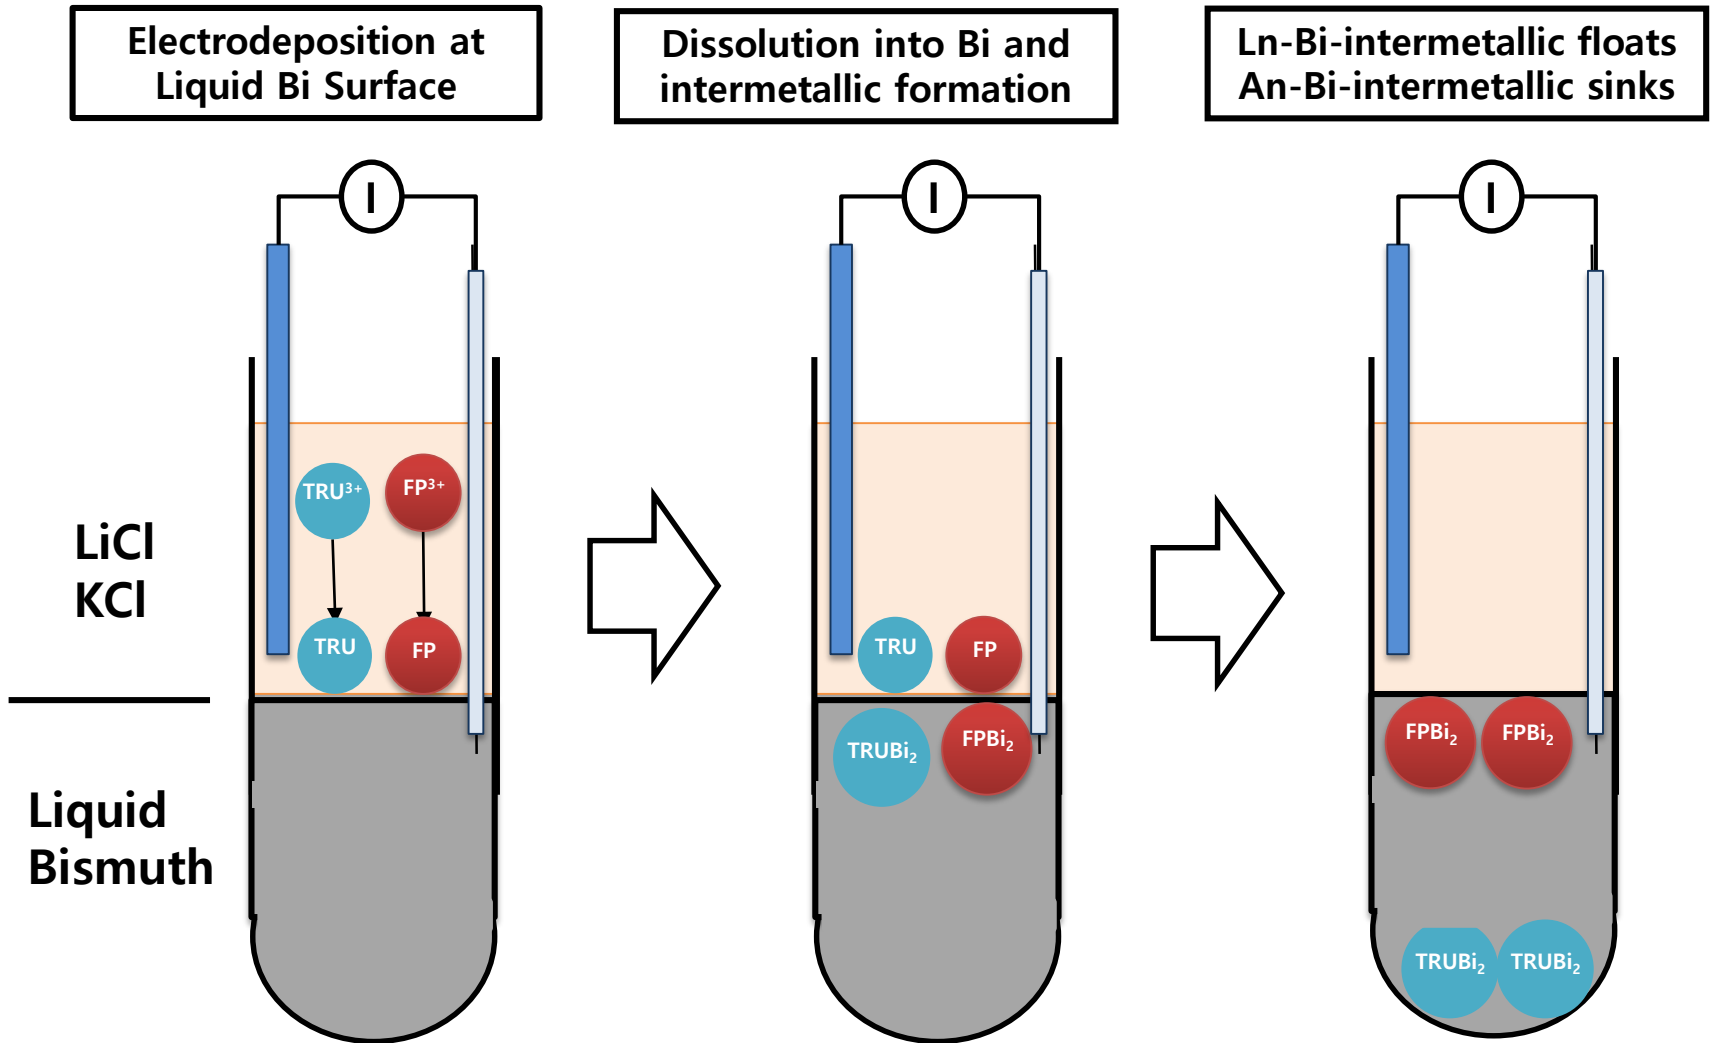 Electrodeposition at
Liquid Bi Surface
Dissolution into Bi and
intermetallic formation
Ln-Bi-intermetallic floats
An-Bi-intermetallic sinks
I
I
I
TRU³⁺
FP³⁺
LiCl
KCl
TRU
FP
TRU
FP
TRUBi₂
FPBi₂
FPBi₂
FPBi₂
Liquid
Bismuth
TRUBi₂
TRUBi₂